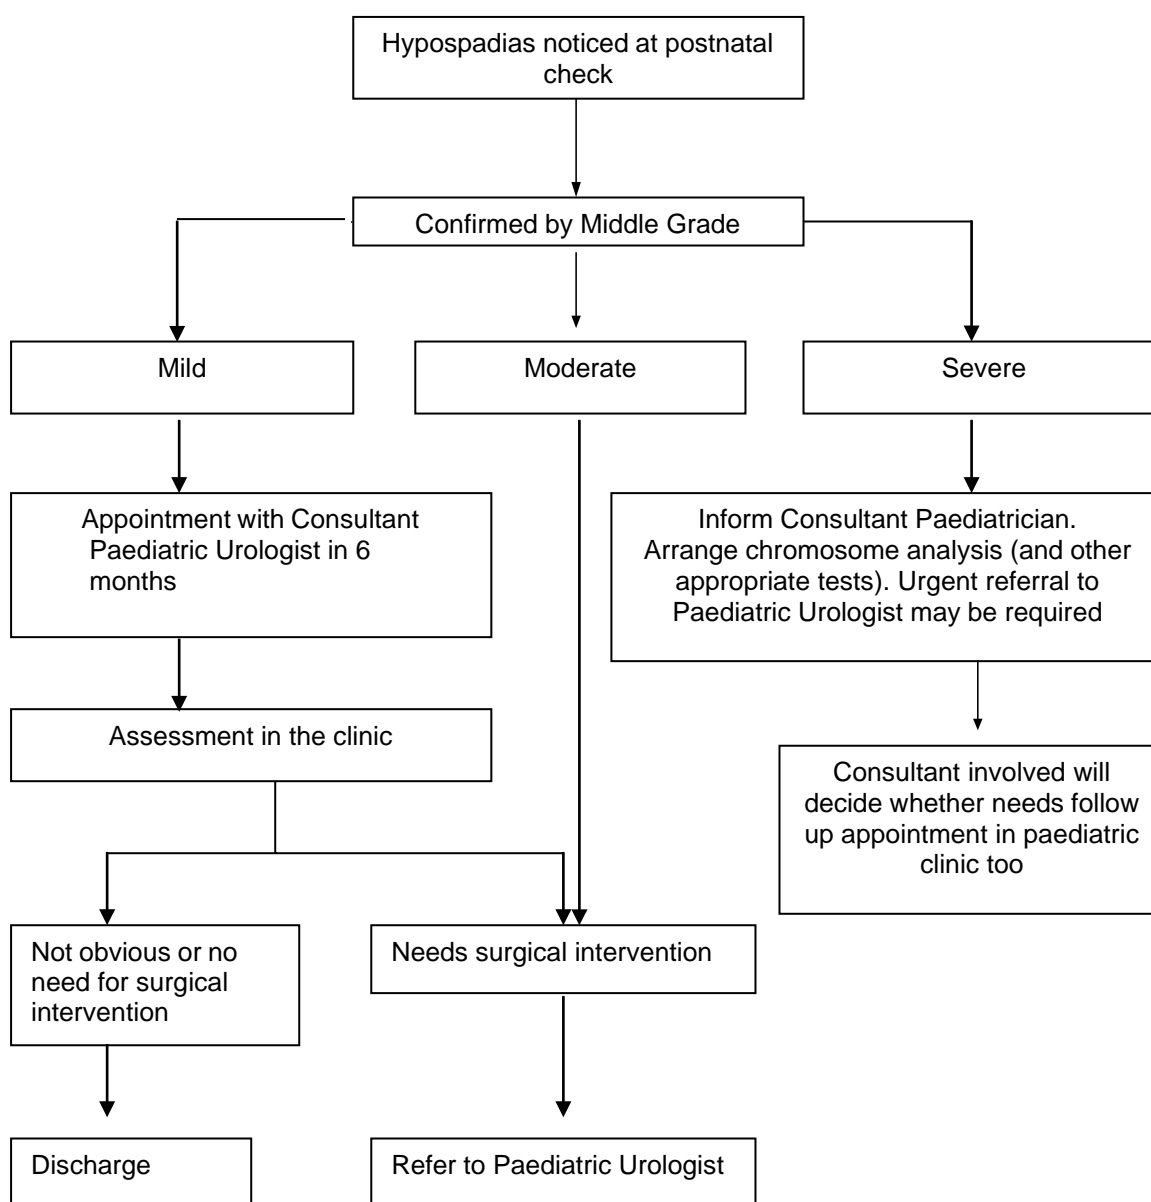 Hypospadias noticed at postnatal
check
Confirmed by Middle Grade
Mild
Moderate
Severe
Appointment with Consultant
Paediatric Urologist in 6
months
Inform Consultant Paediatrician.
Arrange chromosome analysis (and other
appropriate tests). Urgent referral to
Paediatric Urologist may be required
Assessment in the clinic
Consultant involved will
decide whether needs follow
up appointment in paediatric
clinic too
Not obvious or no
need for surgical
intervention
Needs surgical intervention
Discharge
Refer to Paediatric Urologist